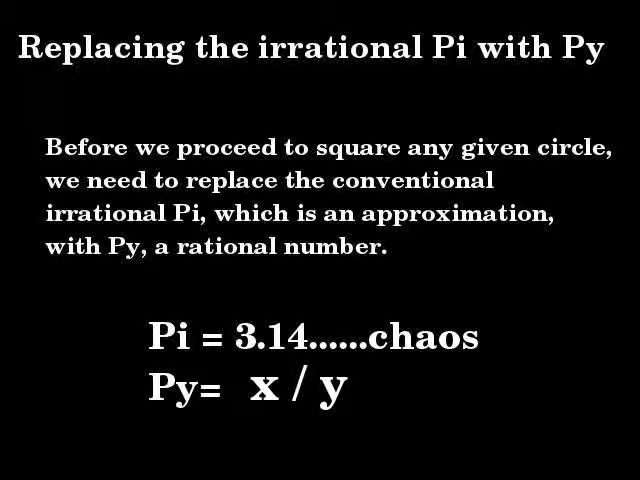 Replacing the irrational Pi with Py
Before we proceed to square any given circle,
we need to replace the conventional
irrational Pi, which is an approximation,
with Py, a rational number.
Pi = 3.14......chaos
Py= x / y